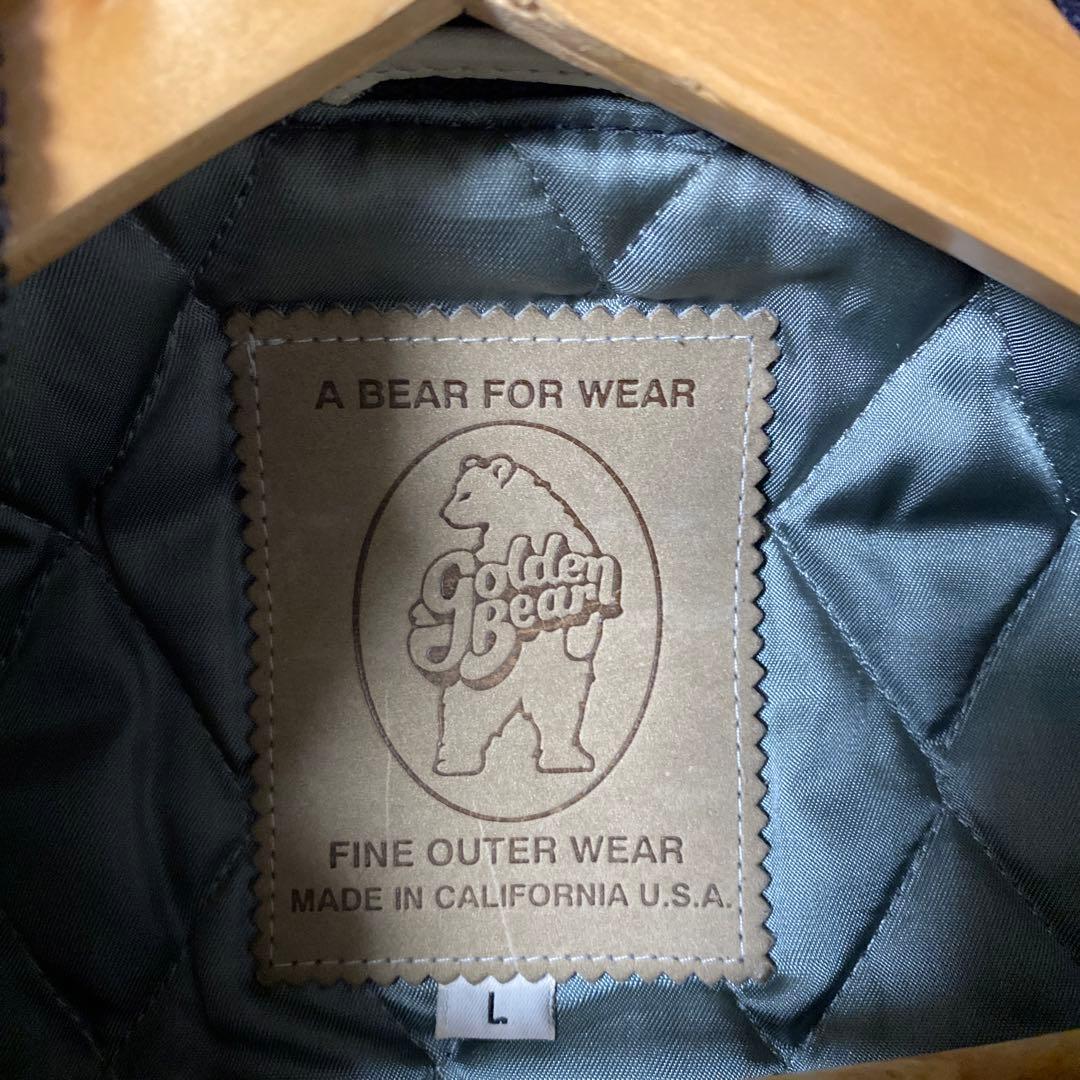 A BEAR FOR WEAR
Golden
Bear
FINE OUTER WEAR
MADE IN CALIFORNIA U.S.A.
L